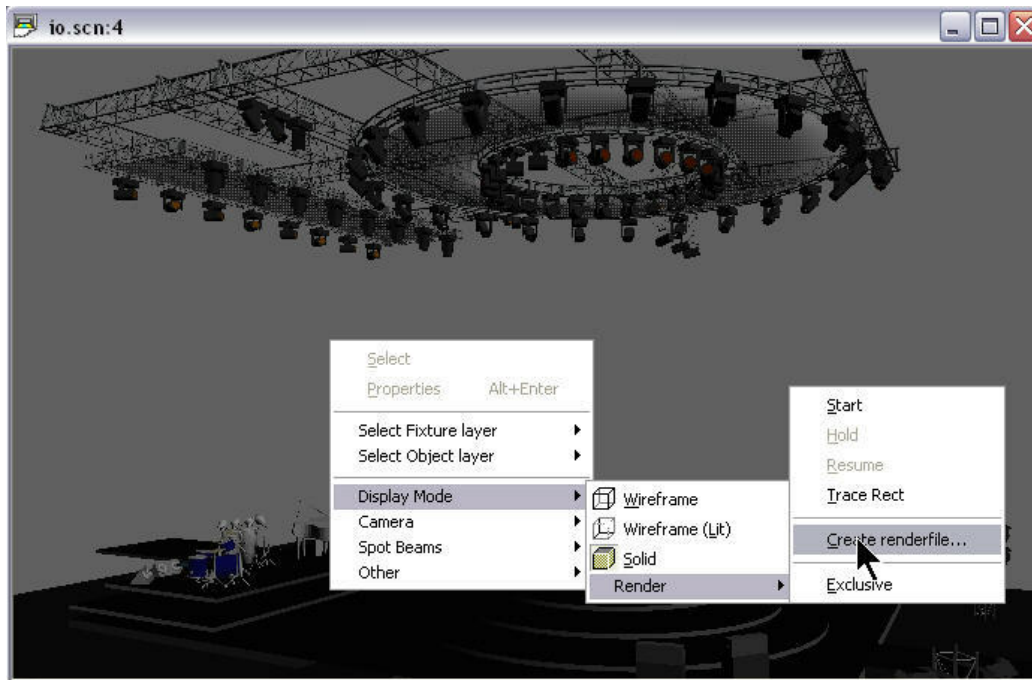 io.scn:4
Select
Properties Alt+Enter
Select Fixture layer
Select Object layer
Display Mode
Camera
Spot Beams
Other
Wireframe
Wireframe (Lit)
Solid
Render
Start
Hold
Resume
Trace Rect
Create renderfile...
Exclusive